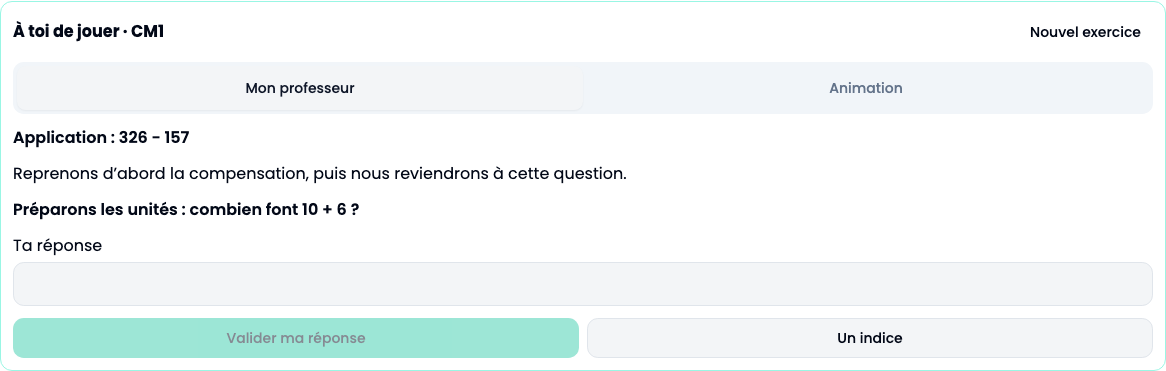 À toi de jouer · CM1
Nouvel exercice
Mon professeur
Animation
Application : 326 − 157
Reprenons d’abord la compensation, puis nous reviendrons à cette question.
Préparons les unités : combien font 10 + 6 ?
Ta réponse
Valider ma réponse
Un indice